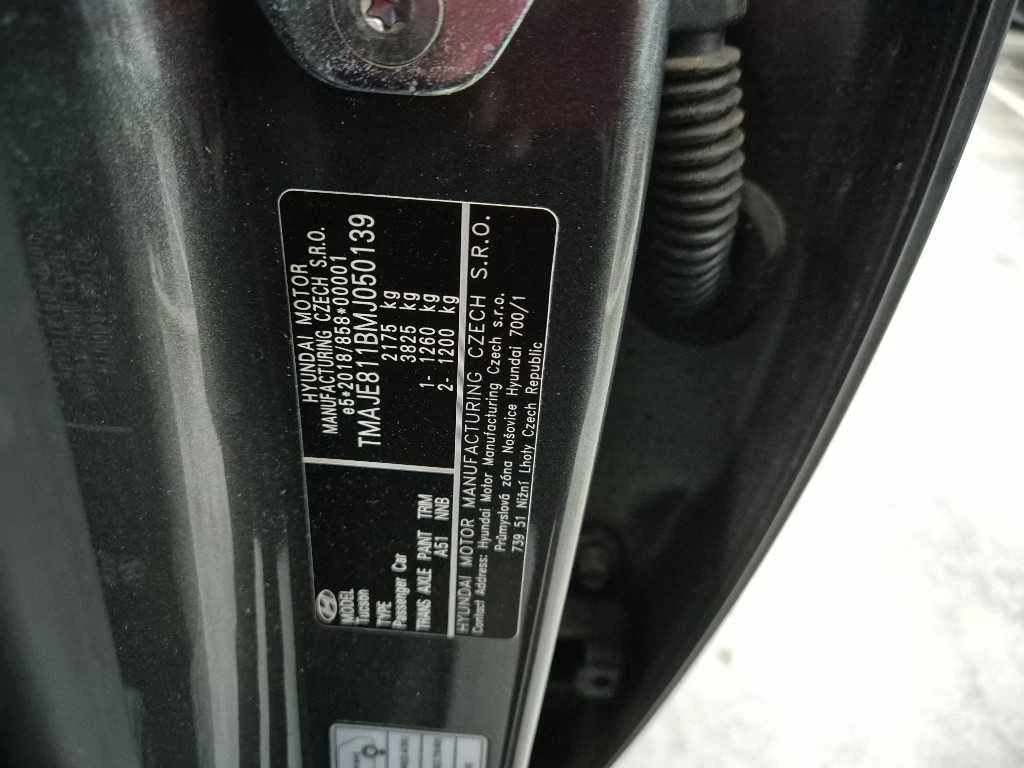 HYUNDAI MOTOR
MANUFACTURING CZECH S.R.O.
e5*2018/858*00001
TMAJE811BMJ050139
2175 kg
3825 kg
1- 1260 kg
2- 1200 kg
MODEL
Tucson
TYPE
Passenger Car
TRANS AXLE PAINT TRIM
A51 NNB
HYUNDAI MOTOR MANUFACTURING CZECH S.R.O.
Contact Address: Hyundai Motor Manufacturing Czech s.r.o.
Průmyslová zóna Nošovice Hyundai 700/1
739 51 Nižní Lhoty Czech Republic